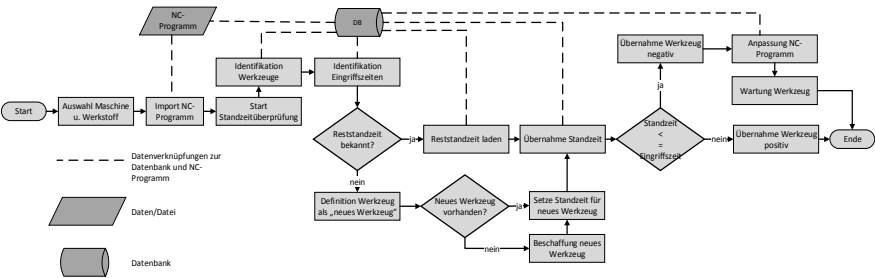 NC-
Programm
DB
Übernahme Werkzeug
negativ
Anpassung NC-
Programm
Identifikation
Werkzeuge
Identifikation
Eingriffszeiten
ja
Wartung Werkzeug
Start
Auswahl Maschine
u. Werkstoff
Import NC-
Programm
Start
Standzeitüberprüfung
Reststandzeit
bekannt?
ja
Reststandzeit laden
Übernahme Standzeit
Standzeit
<
=
Eingriffszeit
nein
Übernahme Werkzeug
positiv
Ende
Datenverknüpfungen zur
Datenbank und NC-
Programm
nein
Daten/Datei
Definition Werkzeug
als „neues Werkzeug“
Neues Werkzeug
vorhanden?
ja
Setze Standzeit für
neues Werkzeug
nein
Beschaffung neues
Werkzeug
Datenbank